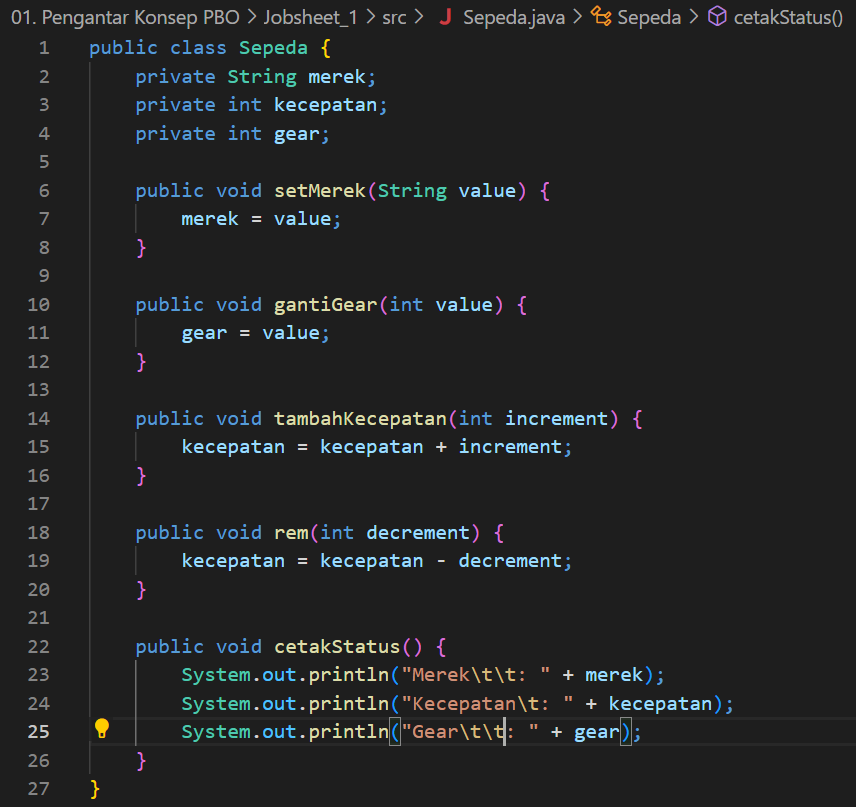 01. Pengantar Konsep PBO > Jobsheet_1 > src > J Sepeda.java > Sepeda > cetakStatus()
1 public class Sepeda {
2     private String merek;
3     private int kecepatan;
4     private int gear;
5
6     public void setMerek(String value) {
7         merek = value;
8     }
9
10     public void gantiGear(int value) {
11         gear = value;
12     }
13
14     public void tambahKecepatan(int increment) {
15         kecepatan = kecepatan + increment;
16     }
17
18     public void rem(int decrement) {
19         kecepatan = kecepatan - decrement;
20     }
21
22     public void cetakStatus() {
23         System.out.println("Merek\t\t: " + merek);
24         System.out.println("Kecepatan\t: " + kecepatan);
25         System.out.println("Gear\t\t: " + gear);
26     }
27 }